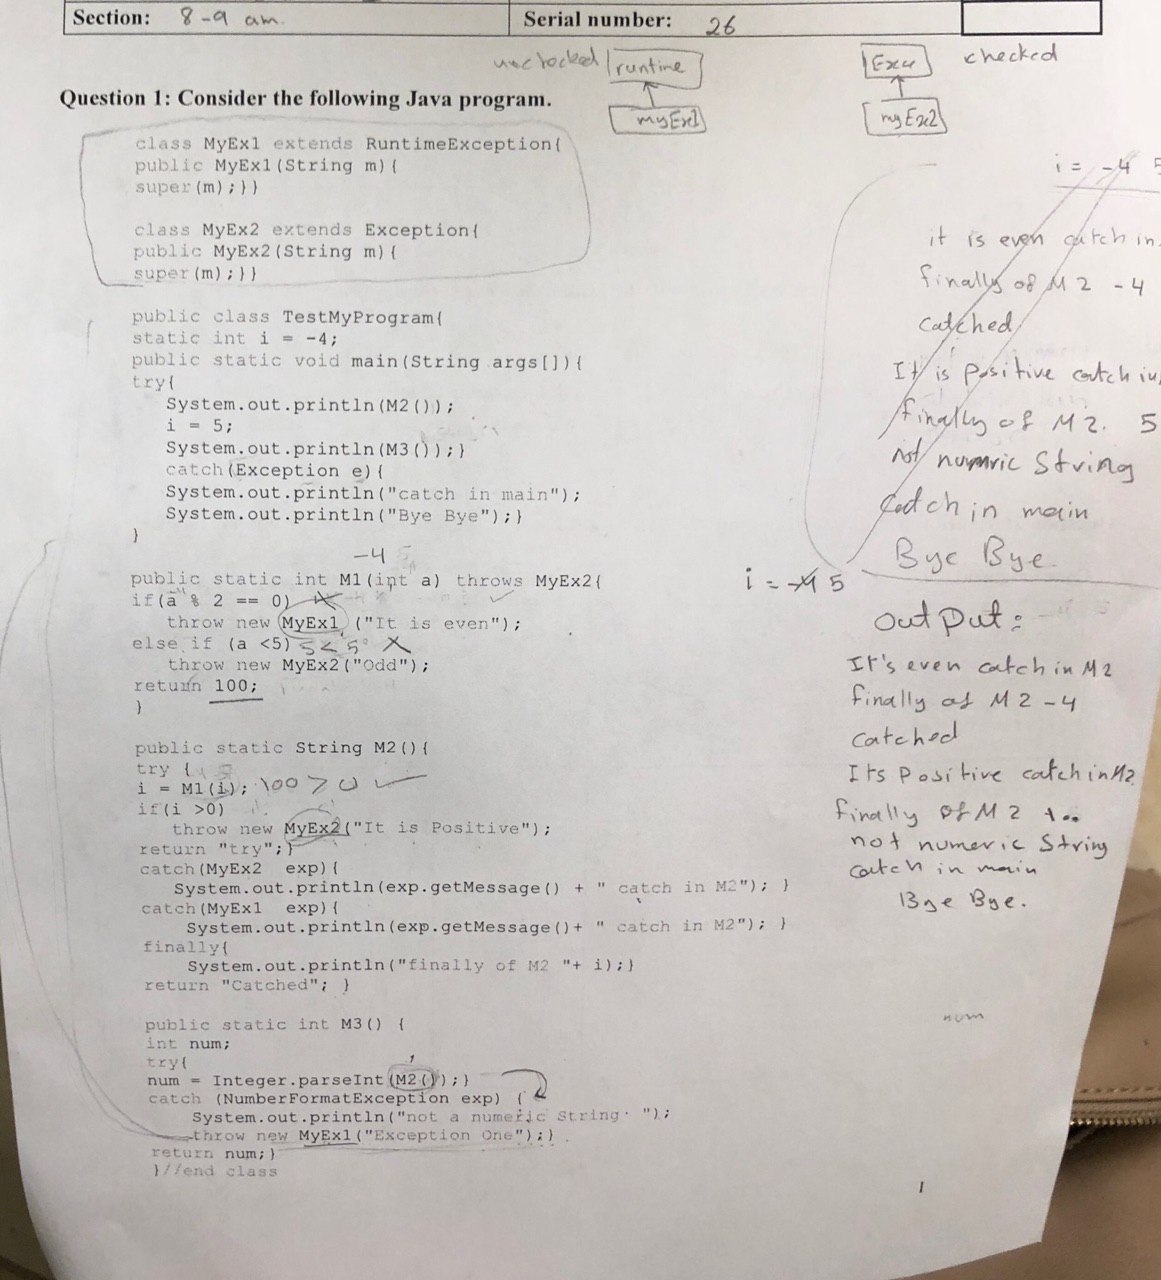 Section: 8-9 am.
Serial number: 26
unchecked runtime
myEx1
Exce checked
myEx2
Question 1: Consider the following Java program.
class MyEx1 extends RuntimeException{
public MyEx1(String m){
super(m);}}
class MyEx2 extends Exception{
public MyEx2(String m){
super(m);}}
public class TestMyProgram{
static int i = -4;
public static void main(String args[]){
try{
System.out.println(M2());
i = 5;
System.out.println(M3());}
catch(Exception e){
System.out.println("catch in main");
System.out.println("Bye Bye");}
}
-4
public static int M1(int a) throws MyEx2{
if(a % 2 == 0)
throw new MyEx1 ("It is even");
else if (a <5) 5<5 X
throw new MyEx2("Odd");
return 100;
}
public static String M2(){
try {
i = M1(i); 100 > 0
if(i >0)
throw new MyEx2("It is Positive");
return "try";}
catch(MyEx2 exp){
System.out.println(exp.getMessage() + " catch in M2"); }
catch(MyEx1 exp){
System.out.println(exp.getMessage()+ " catch in M2"); }
finally{
System.out.println("finally of M2 "+ i);}
return "Catched"; }
public static int M3() {
int num;
try{
num = Integer.parseInt(M2());}
catch (NumberFormatException exp) {
System.out.println("not a numeric String ");
throw new MyEx1("Exception One");}
return num;}
}//end class
i = -4 5
it is even catch in
finally of M2 -4
catched
It is positive catch in
finally of M2. 5
not numric String
catch in main
Bye Bye.
i = -4 5
output:
It's even catch in M2
finally of M2 -4
catched
Its Positive catch in M2
finally of M2 100
not numeric String
catch in main
Bye Bye.
num
1